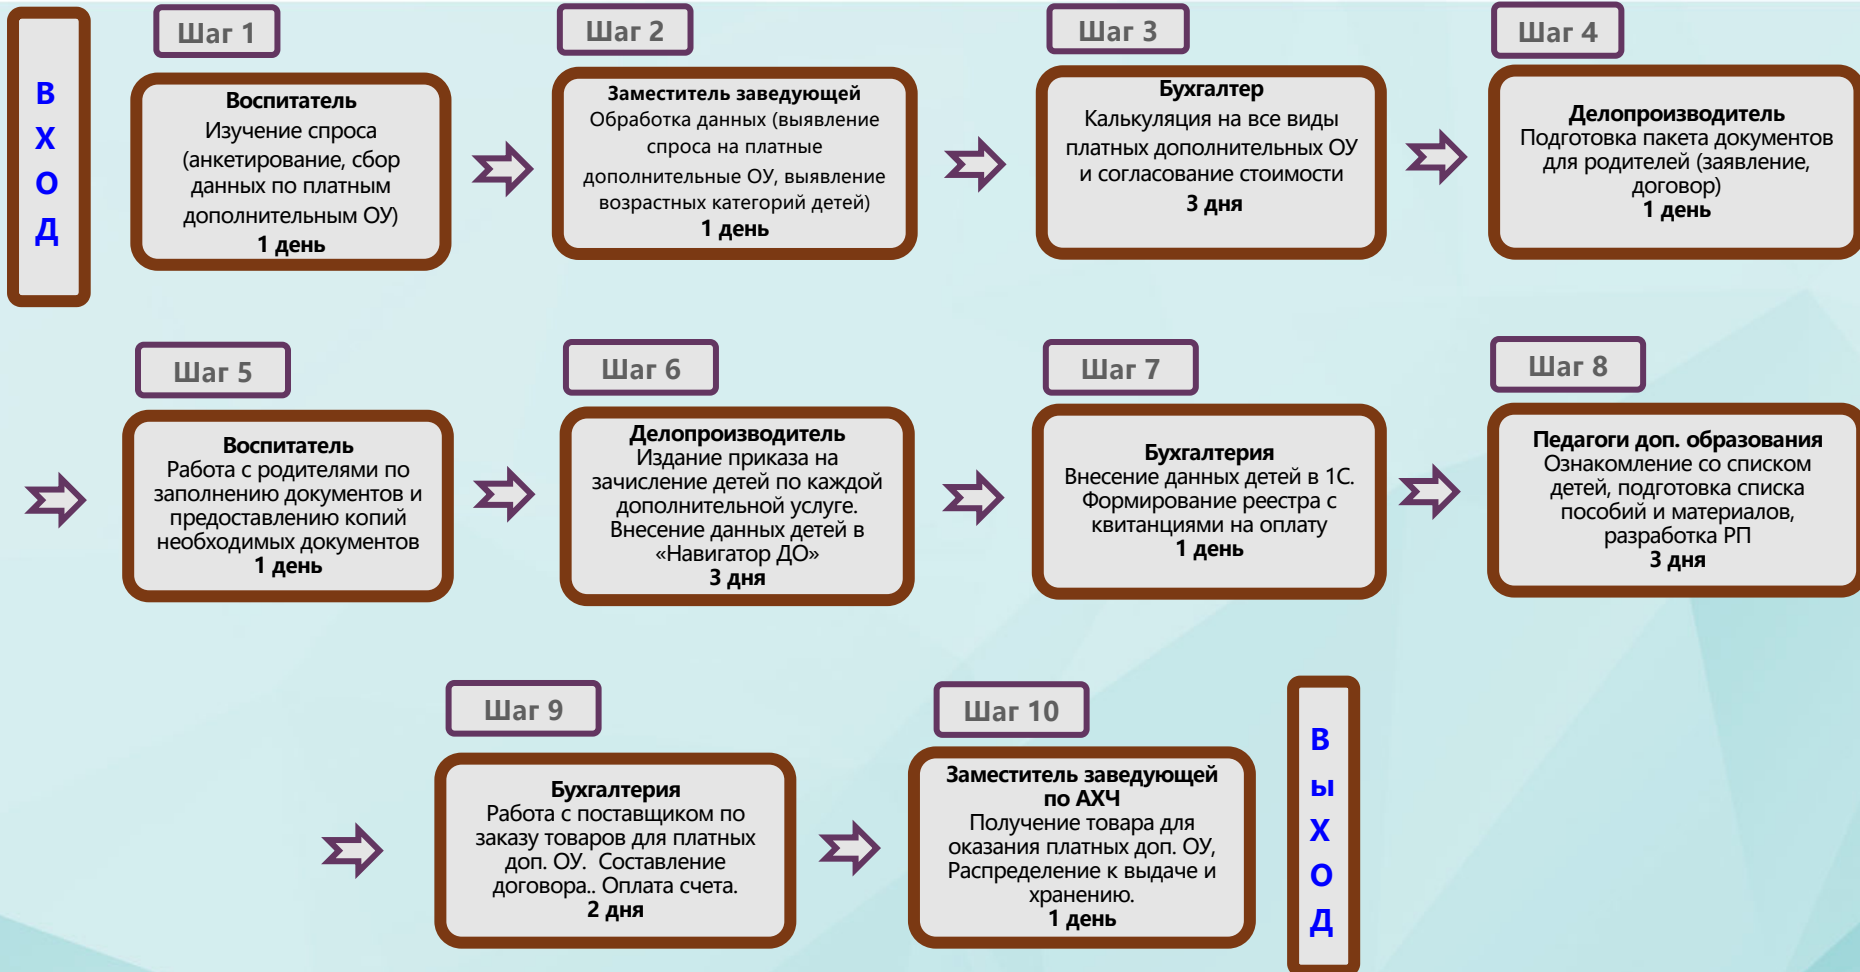 ВХОД
Шаг 1
Воспитатель
Изучение спроса
(анкетирование, сбор
данных по платным
дополнительным ОУ)
1 день
Шаг 2
Заместитель заведующей
Обработка данных (выявление
спроса на платные
дополнительные ОУ, выявление
возрастных категорий детей)
1 день
Шаг 3
Бухгалтер
Калькуляция на все виды
платных дополнительных ОУ
и согласование стоимости
3 дня
Шаг 4
Делопроизводитель
Подготовка пакета документов
для родителей (заявление,
договор)
1 день
Шаг 5
Воспитатель
Работа с родителями по
заполнению документов и
предоставлению копий
необходимых документов
1 день
Шаг 6
Делопроизводитель
Издание приказа на
зачисление детей по каждой
дополнительной услуге.
Внесение данных детей в
«Навигатор ДО»
3 дня
Шаг 7
Бухгалтерия
Внесение данных детей в 1С.
Формирование реестра с
квитанциями на оплату
1 день
Шаг 8
Педагоги доп. образования
Ознакомление со списком
детей, подготовка списка
пособий и материалов,
разработка РП
3 дня
Шаг 9
Бухгалтерия
Работа с поставщиком по
заказу товаров для платных
доп. ОУ. Составление
договора.. Оплата счета.
2 дня
Шаг 10
Заместитель заведующей
по АХЧ
Получение товара для
оказания платных доп. ОУ,
Распределение к выдаче и
хранению.
1 день
ВыХОД